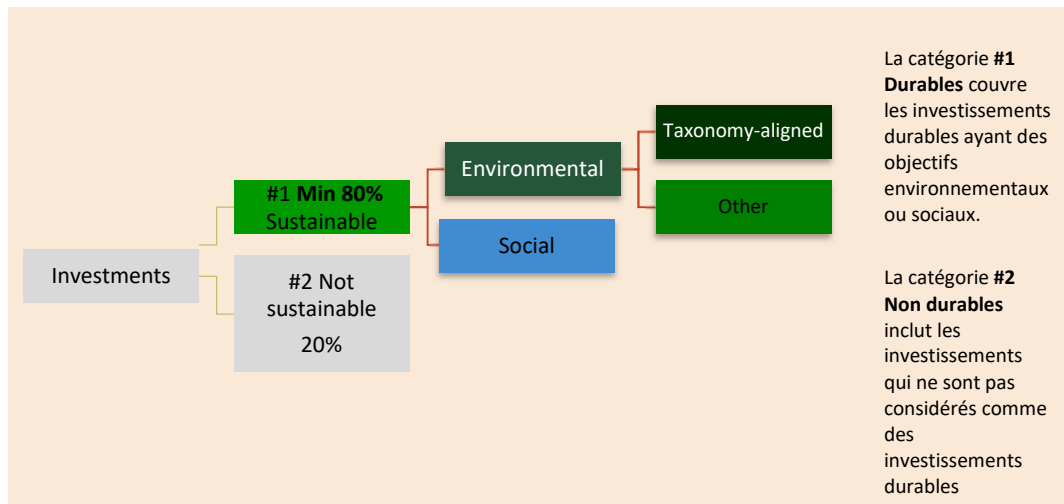 Investments
#1 Min 80%
Sustainable
#2 Not
sustainable
20%
Environmental
Social
Taxonomy-aligned
Other
La catégorie #1
Durables couvre
les investissements
durables ayant des
objectifs
environnementaux
ou sociaux.
La catégorie #2
Non durables
inclut les
investissements
qui ne sont pas
considérés comme
des
investissements
durables